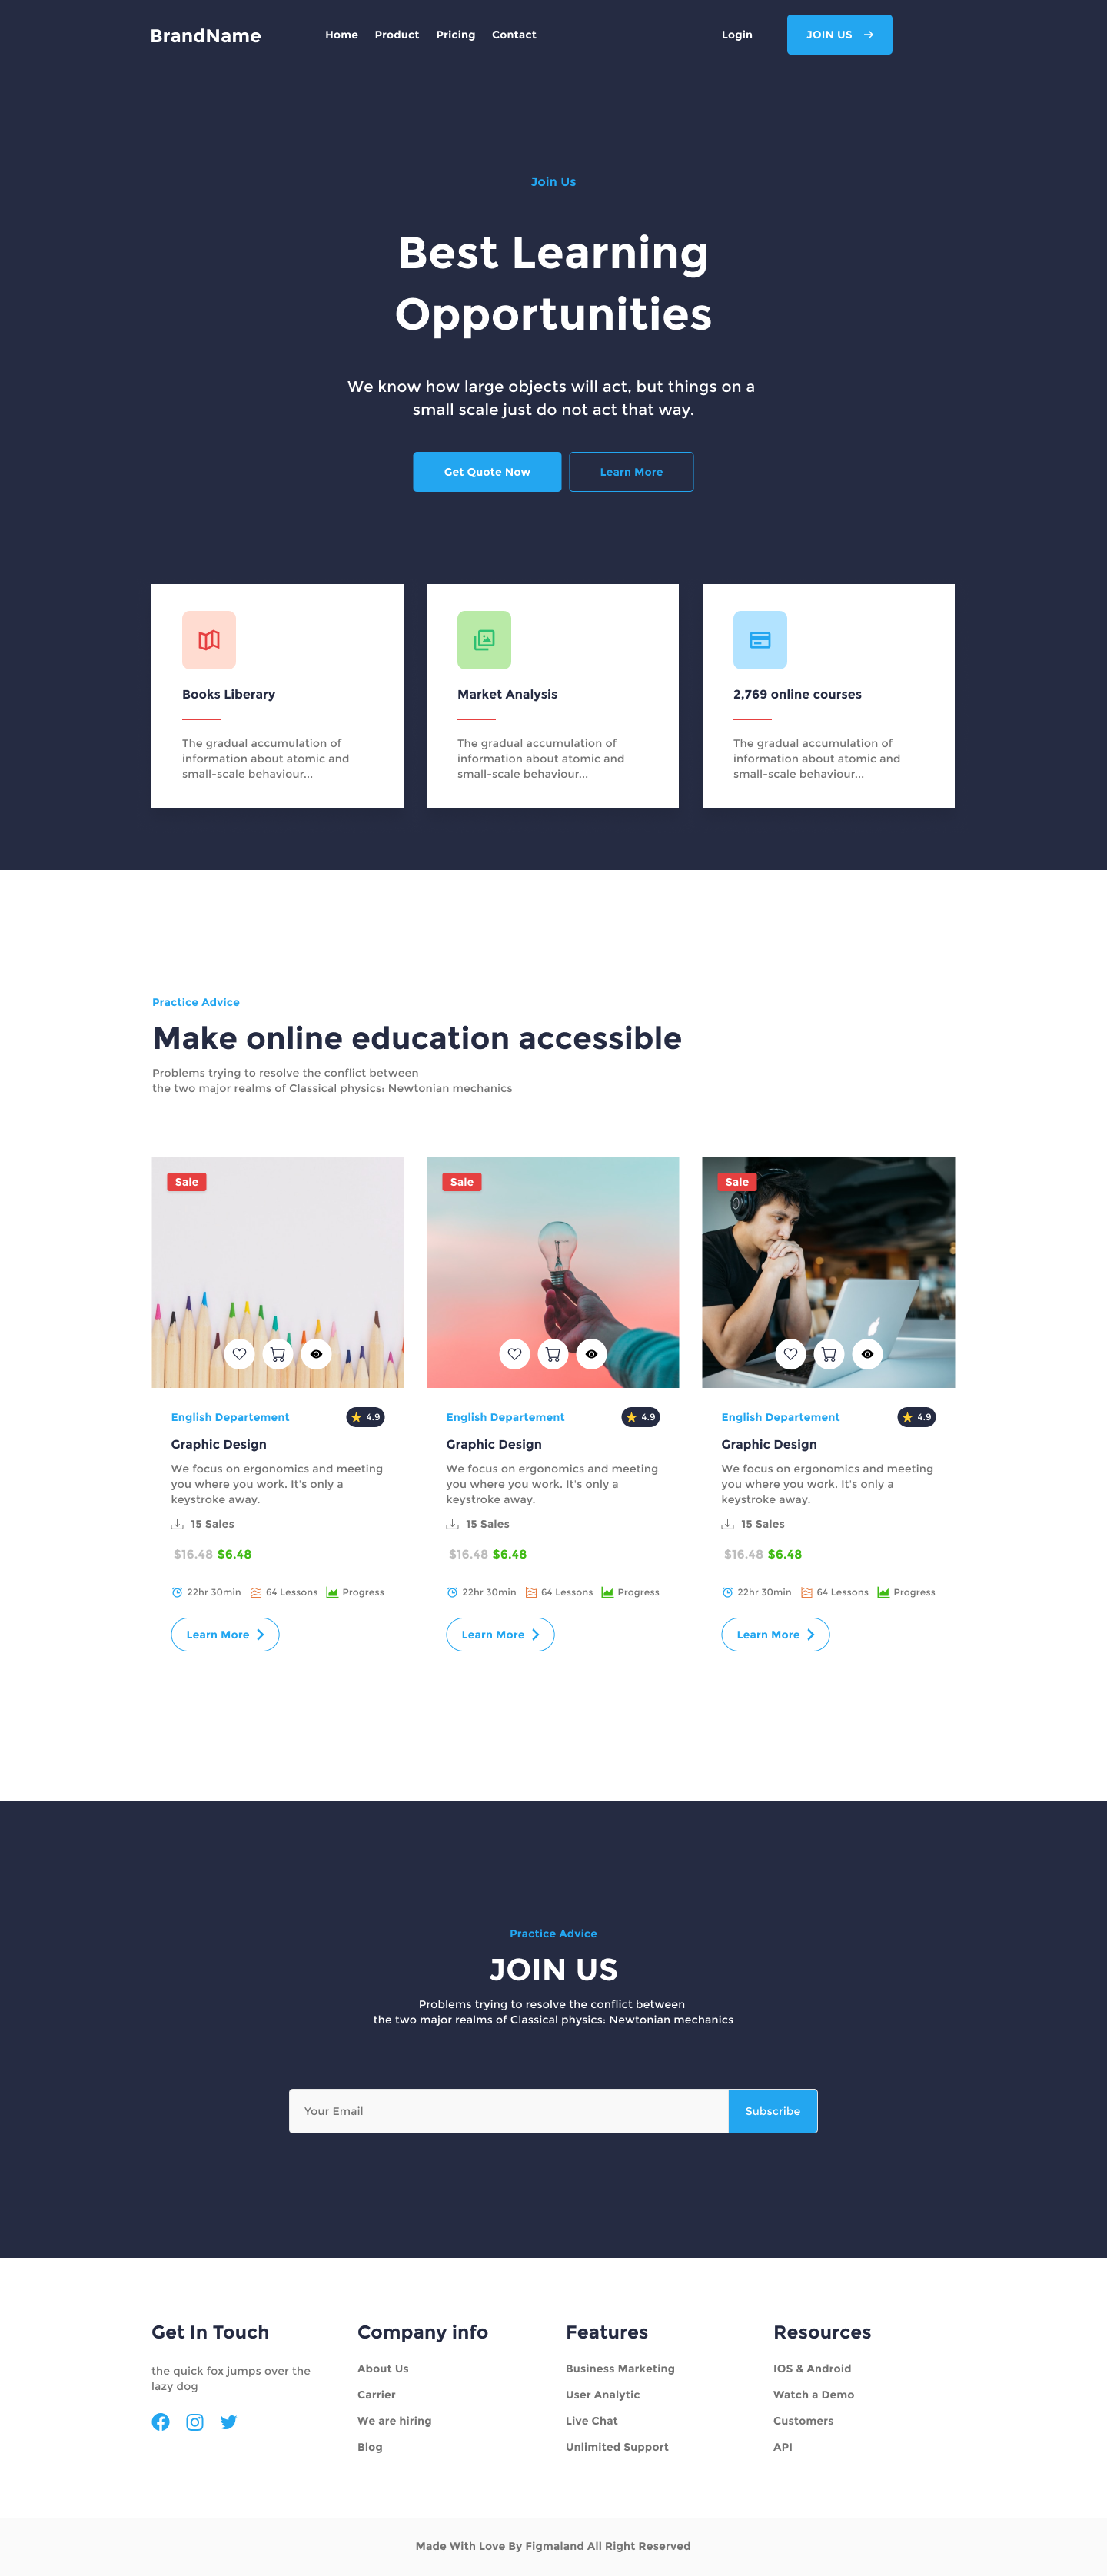 BrandName
Home Product Pricing Contact
Login
JOIN US
Join Us
Best Learning
Opportunities
We know how large objects will act, but things on a
small scale just do not act that way.
Get Quote Now
Learn More
Books Liberary
The gradual accumulation of
information about atomic and
small-scale behaviour...
Market Analysis
The gradual accumulation of
information about atomic and
small-scale behaviour...
2,769 online courses
The gradual accumulation of
information about atomic and
small-scale behaviour...
Practice Advice
Make online education accessible
Problems trying to resolve the conflict between
the two major realms of Classical physics: Newtonian mechanics
Sale
English Departement
4.9
Graphic Design
We focus on ergonomics and meeting
you where you work. It's only a
keystroke away.
15 Sales
$16.48 $6.48
22hr 30min 64 Lessons Progress
Learn More
Sale
English Departement
4.9
Graphic Design
We focus on ergonomics and meeting
you where you work. It's only a
keystroke away.
15 Sales
$16.48 $6.48
22hr 30min 64 Lessons Progress
Learn More
Sale
English Departement
4.9
Graphic Design
We focus on ergonomics and meeting
you where you work. It's only a
keystroke away.
15 Sales
$16.48 $6.48
22hr 30min 64 Lessons Progress
Learn More
Practice Advice
JOIN US
Problems trying to resolve the conflict between
the two major realms of Classical physics: Newtonian mechanics
Your Email
Subscribe
Get In Touch
the quick fox jumps over the
lazy dog
Company info
About Us
Carrier
We are hiring
Blog
Features
Business Marketing
User Analytic
Live Chat
Unlimited Support
Resources
IOS & Android
Watch a Demo
Customers
API
Made With Love By Figmaland All Right Reserved